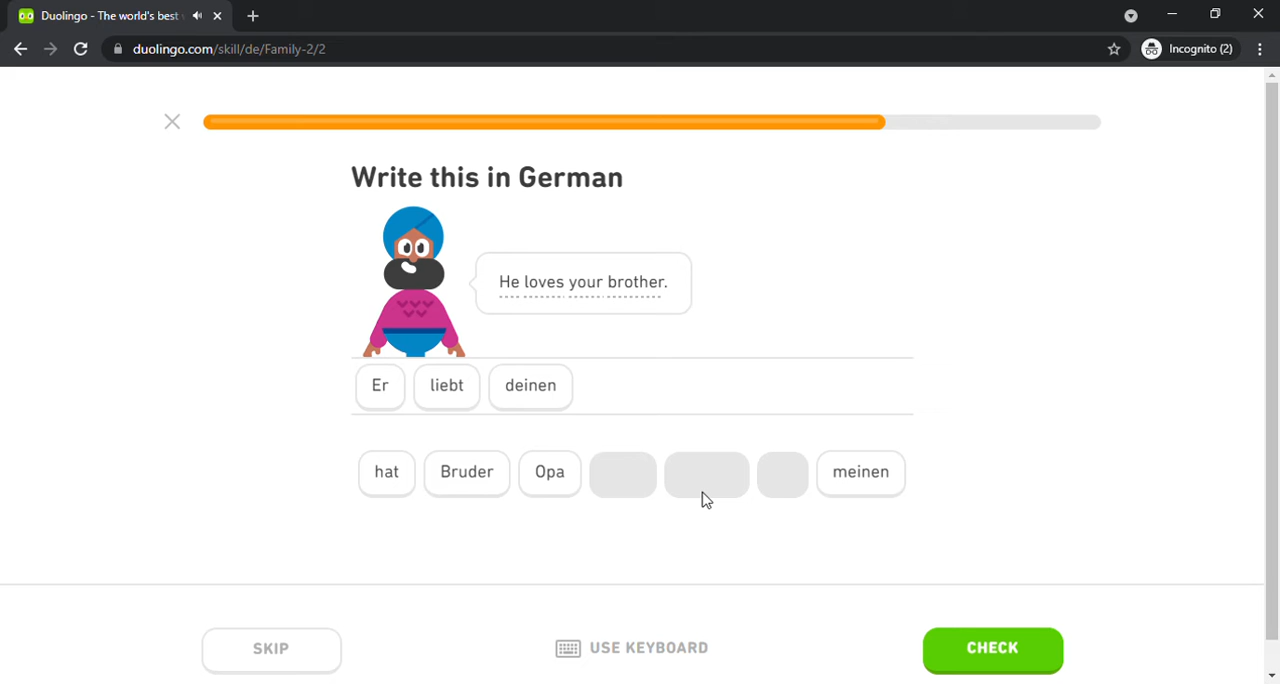 Duolingo - The world's best
duolingo.com/skill/de/Family-2/2
Incognito (2)
Write this in German
He loves your brother.
Er liebt deinen
hat Bruder Opa meinen
SKIP
USE KEYBOARD
CHECK